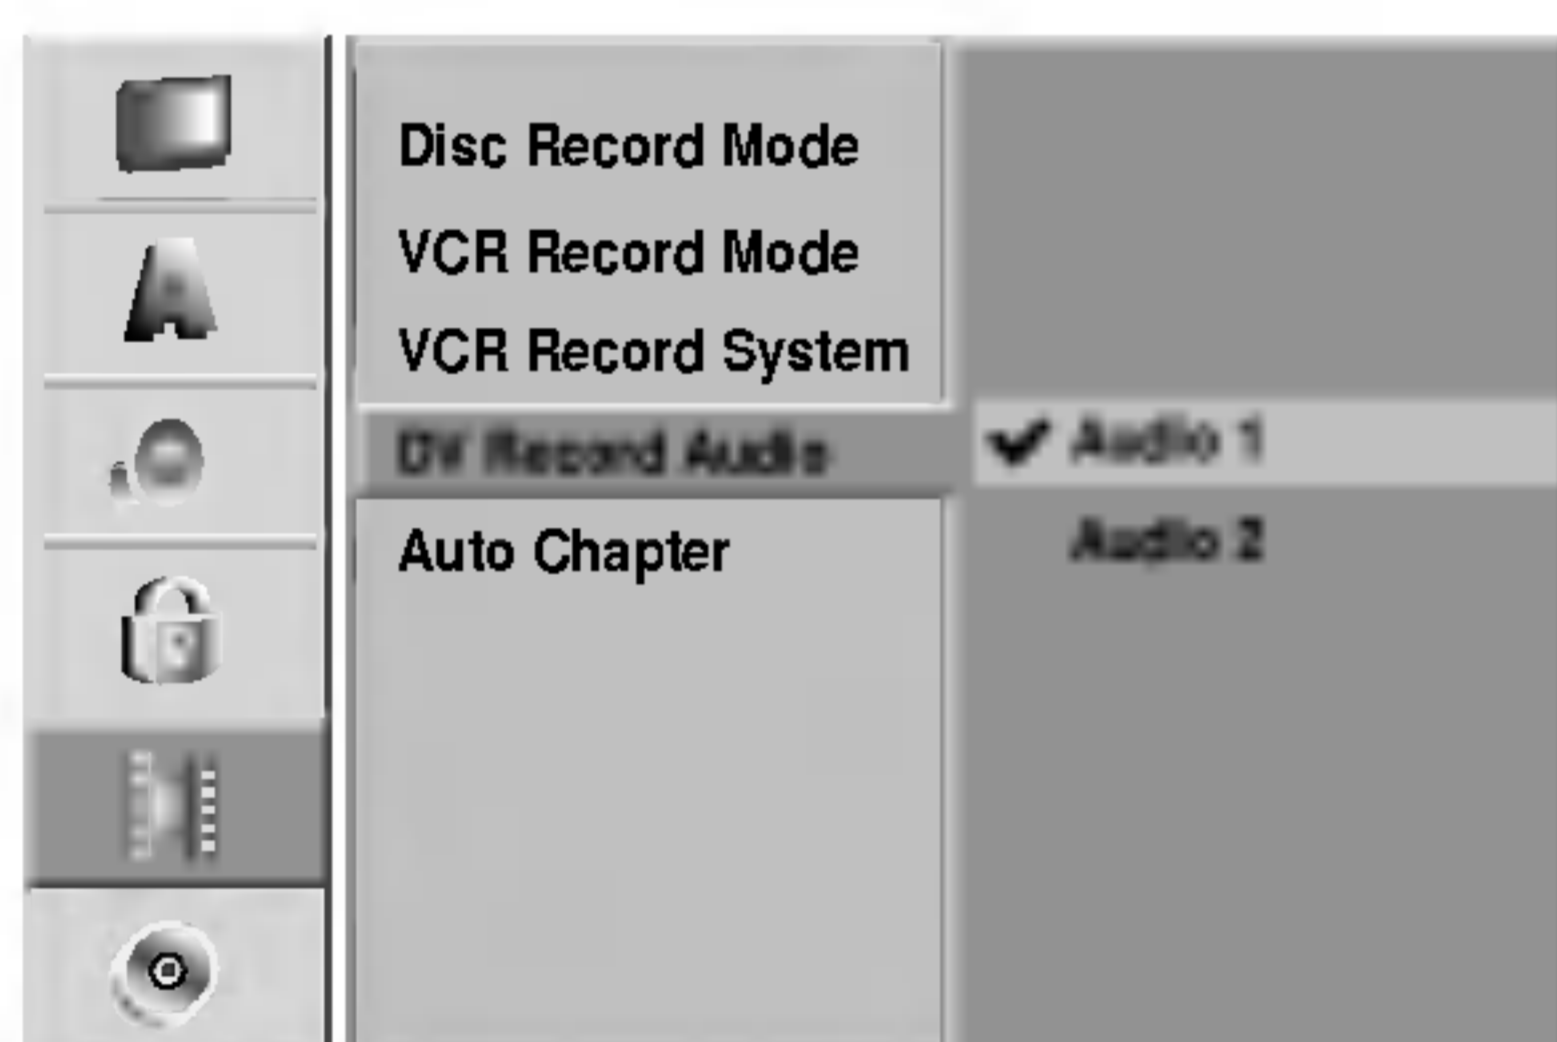 Disc Record Mode
VCR Record Mode
VCR Record System
DV Record Audio
Audio 1
Audio 2
Auto Chapter